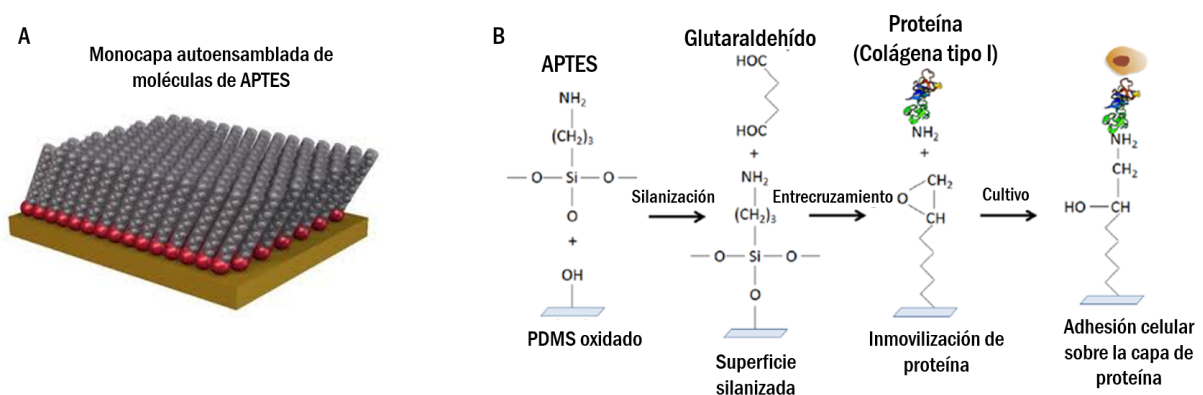 A
Monocapa autoensamblada de
moléculas de APTES
B
APTES
NH₂
(CH₂)₃
— O — Si — O —
O
+
OH
PDMS oxidado
Silanización
Glutaraldehído
HOC
HOC
+
NH₂
(CH₂)₃
— O — Si — O —
O
Superficie
silanizada
Entrecruzamiento
Proteína
(Colágena tipo I)
NH₂
+
O
CH₂
CH
Inmovilización de
proteína
Cultivo
NH₂
CH₂
HO — CH
Adhesión celular
sobre la capa de
proteína